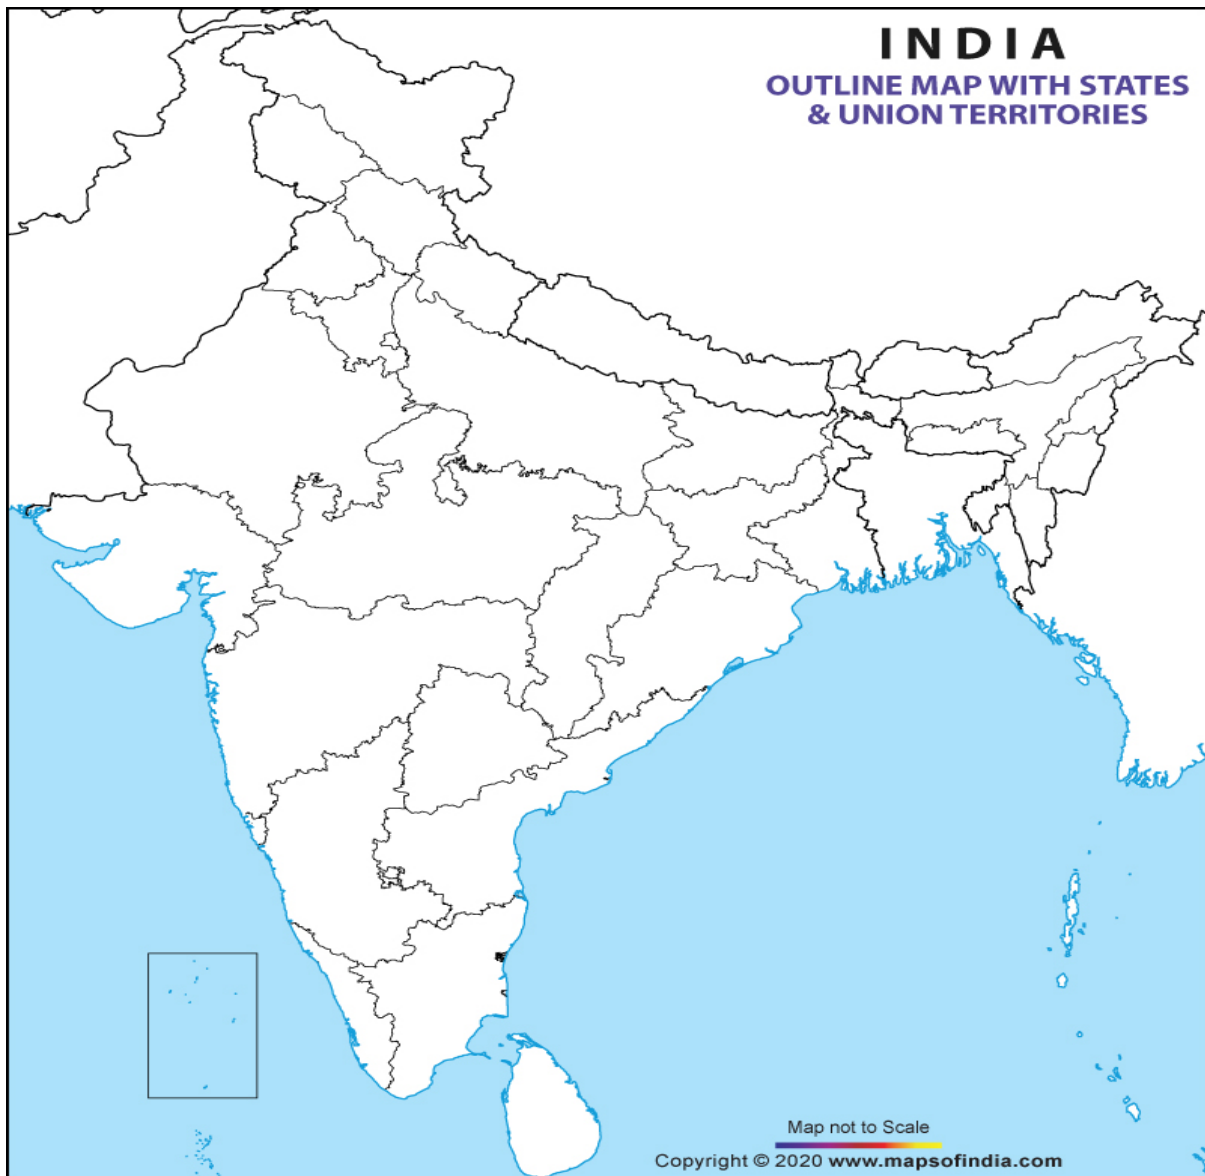 INDIA
OUTLINE MAP WITH STATES
& UNION TERRITORIES
Map not to Scale
Copyright © 2020 www.mapsofindia.com